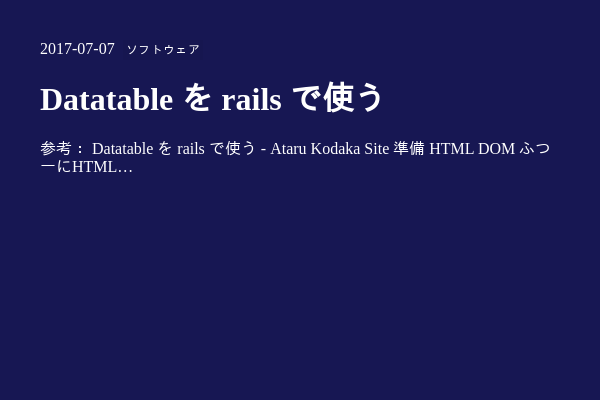 2017-07-07 ソフトウェア
Datatable を rails で使う
参考： Datatable を rails で使う - Ataru Kodaka Site 準備 HTML DOM ふつ
ーにHTML…